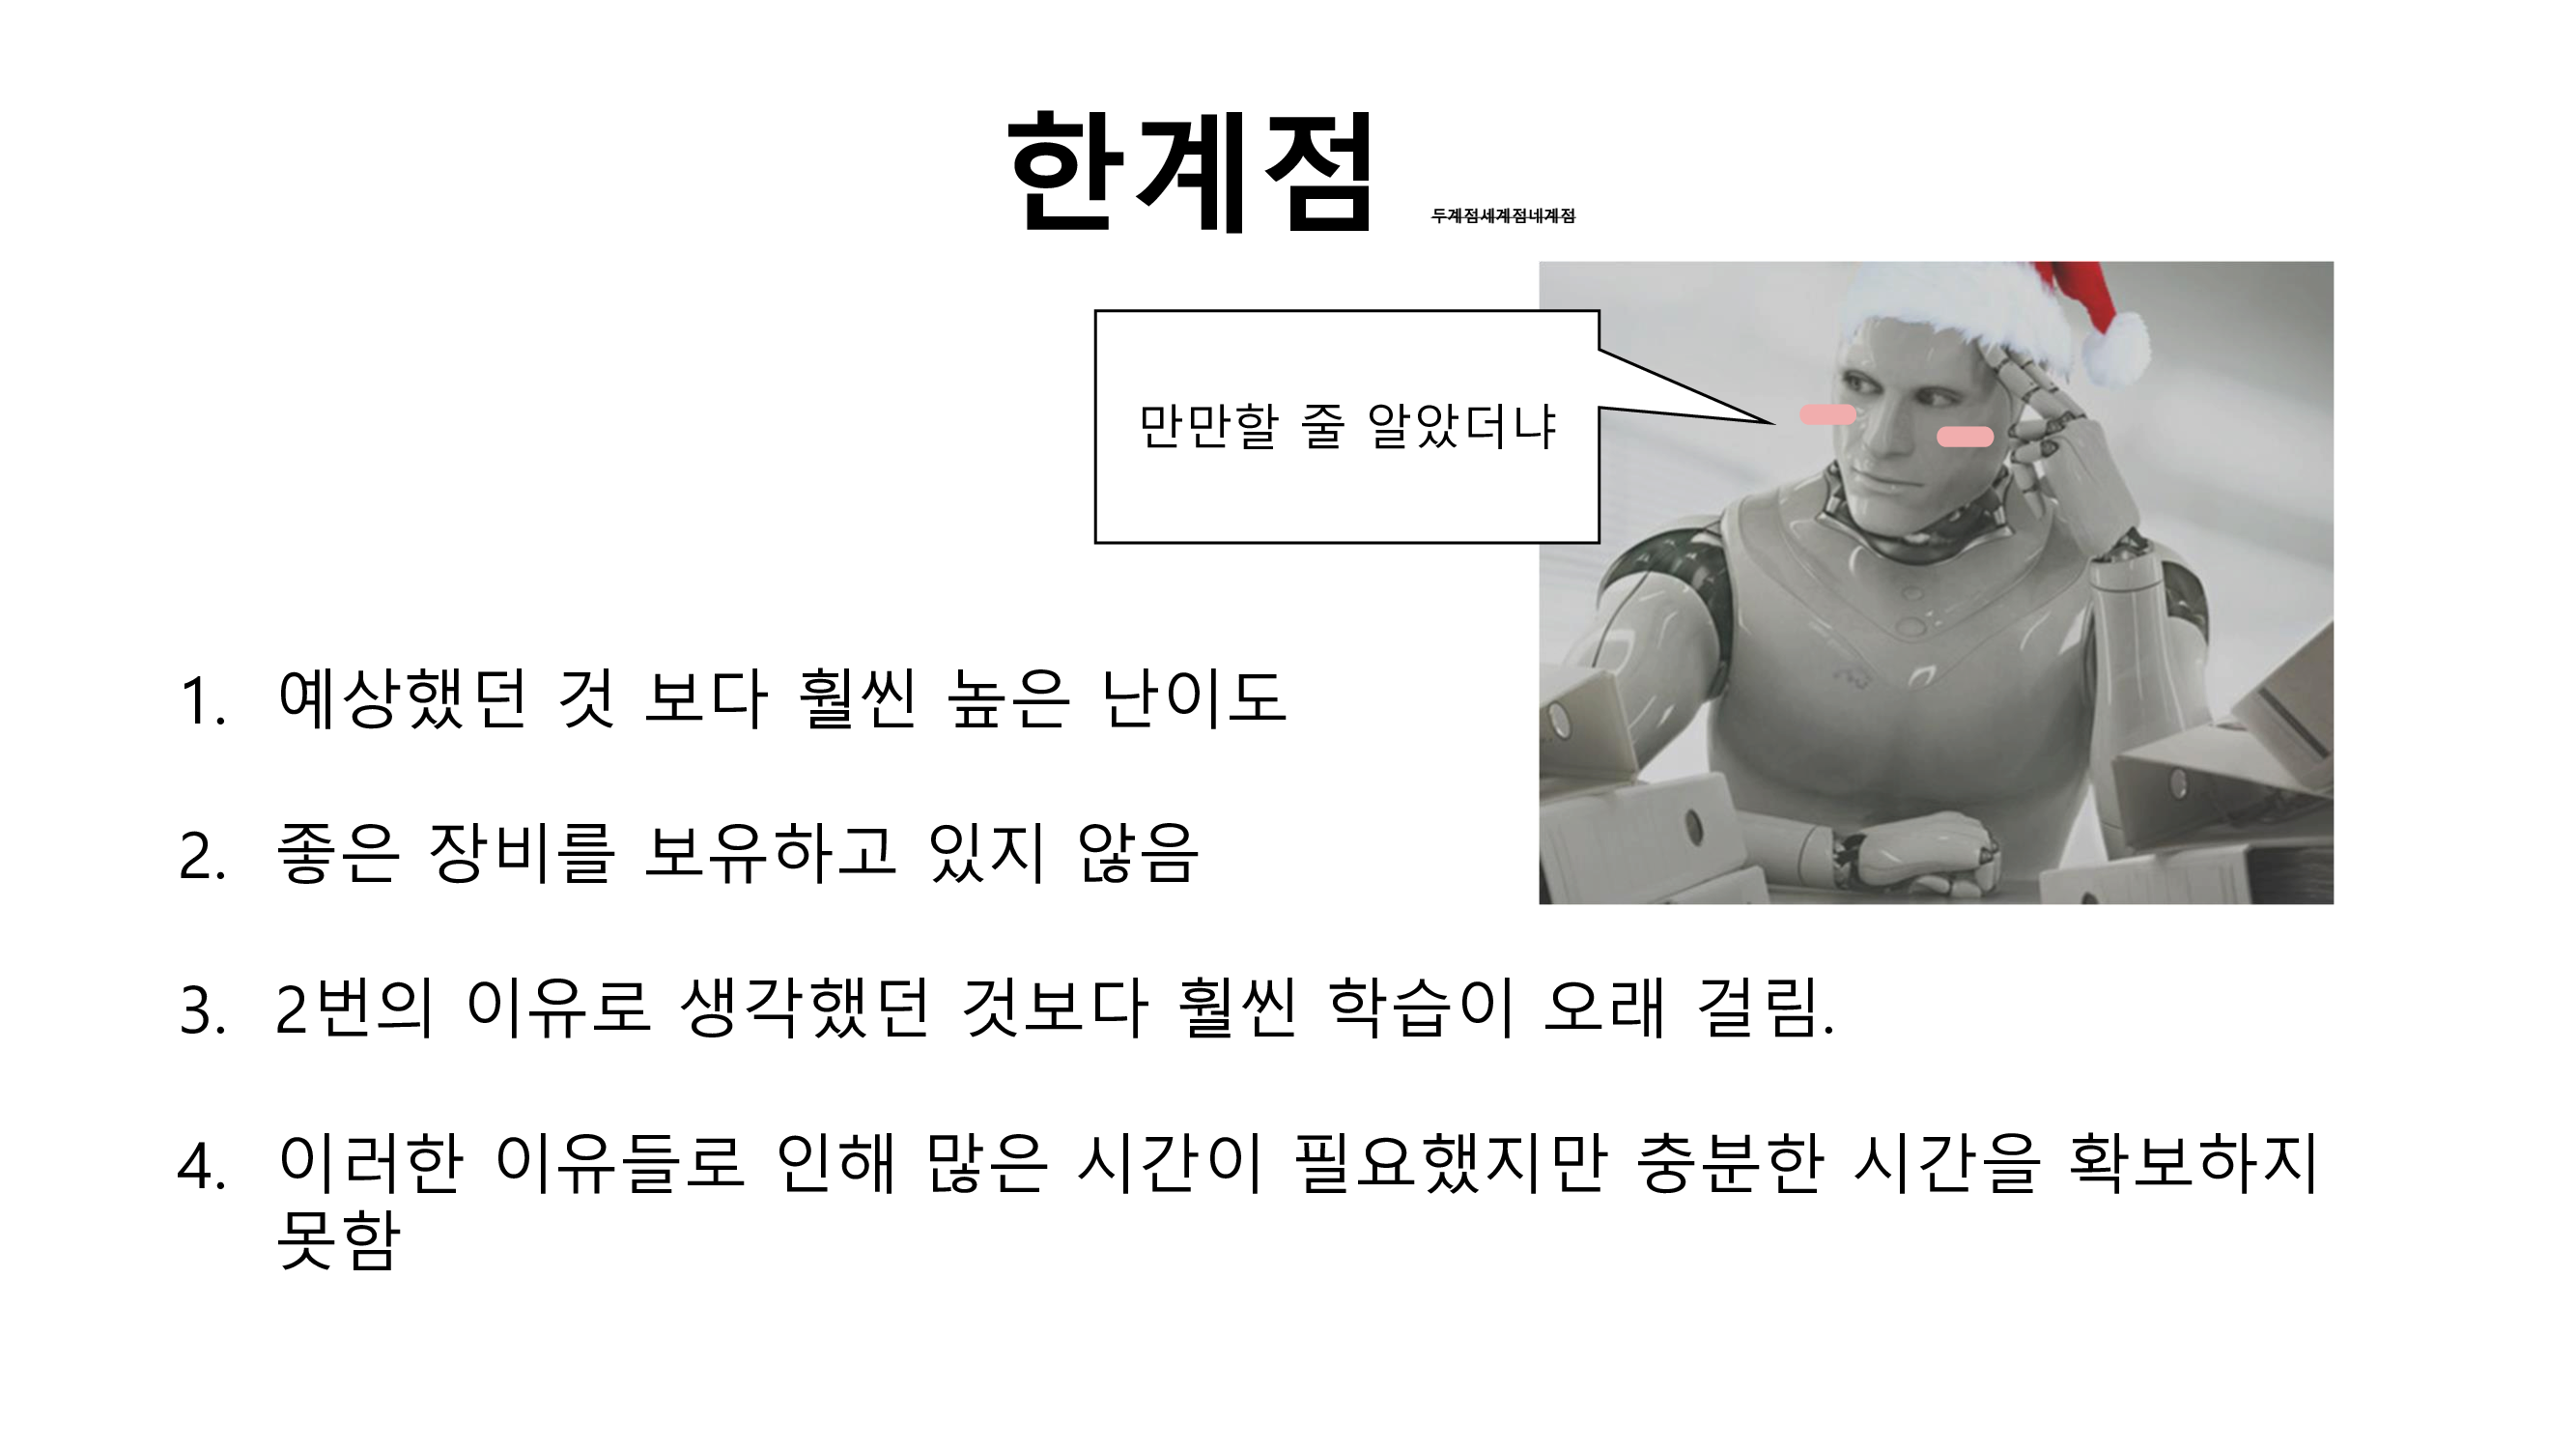 한계점 두계점세계점네계점
만만할 줄 알았더냐
1. 예상했던 것 보다 훨씬 높은 난이도
2. 좋은 장비를 보유하고 있지 않음
3. 2번의 이유로 생각했던 것보다 훨씬 학습이 오래 걸림.
4. 이러한 이유들로 인해 많은 시간이 필요했지만 충분한 시간을 확보하지
못함